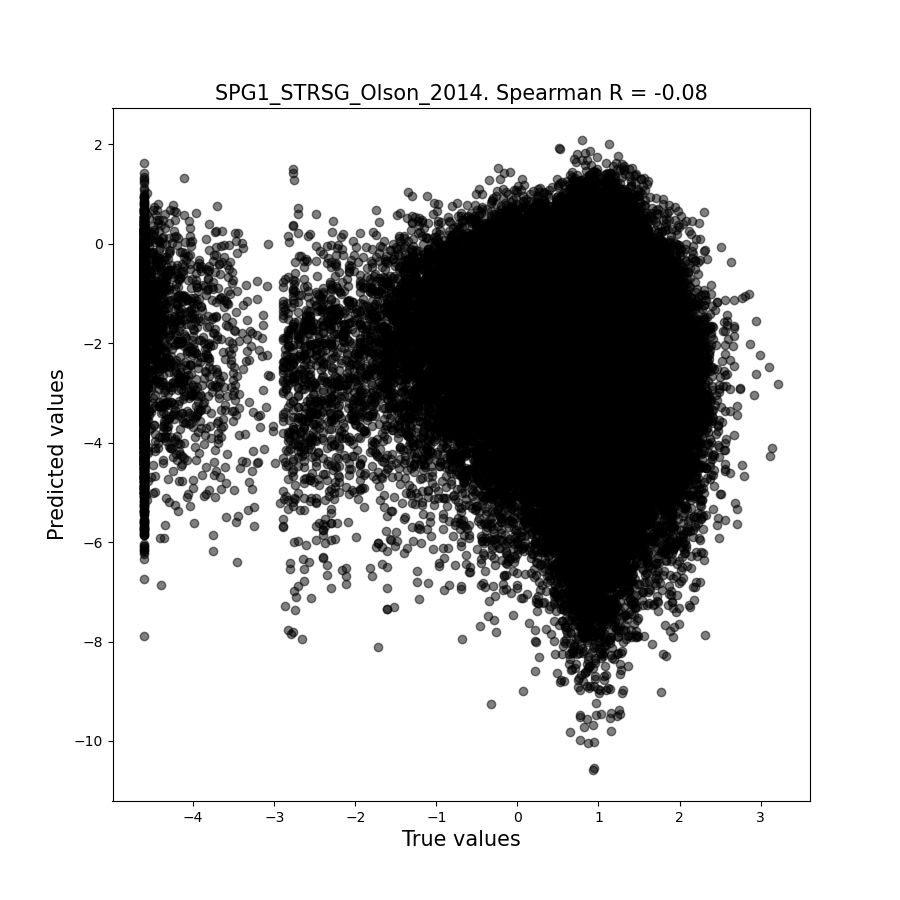 SPG1_STRSG_Olson_2014. Spearman R = -0.08
2
0
−2
−4
−6
−8
−10
Predicted values
−4 −3 −2 −1 0 1 2 3
True values